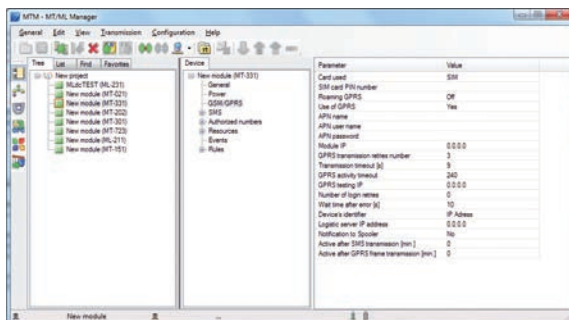 MTM - MT/ML Manager
General Edit View Transmission Configuration Help
Tree List Find Favorites
New project
MLdcTEST (ML-231)
New module (MT-021)
New module (MT-331)
New module (MT-202)
New module (MT-301)
New module (MT-723)
New module (ML-211)
New module (MT-151)
Device
New module (MT-331)
General
Power
GSM/GPRS
SMS
Authorized numbers
Resources
Events
Rules
Parameter Value
Card used SIM
SIM card PIN number
Roaming GPRS Off
Use of GPRS Yes
APN name
APN user name
APN password
Module IP 0.0.0.0
GPRS transmission retries number 3
Transmission timeout [s] 9
GPRS activity timeout 240
GPRS testing IP 0.0.0.0
Number of login retries 0
Wait time after error [s] 10
Device's identifier IP Adress
Logistic server IP address 0.0.0.0
Notification to Spooler No
Active after SMS transmission [min.] 0
Active after GPRS frame transmission [min.] 0
New module